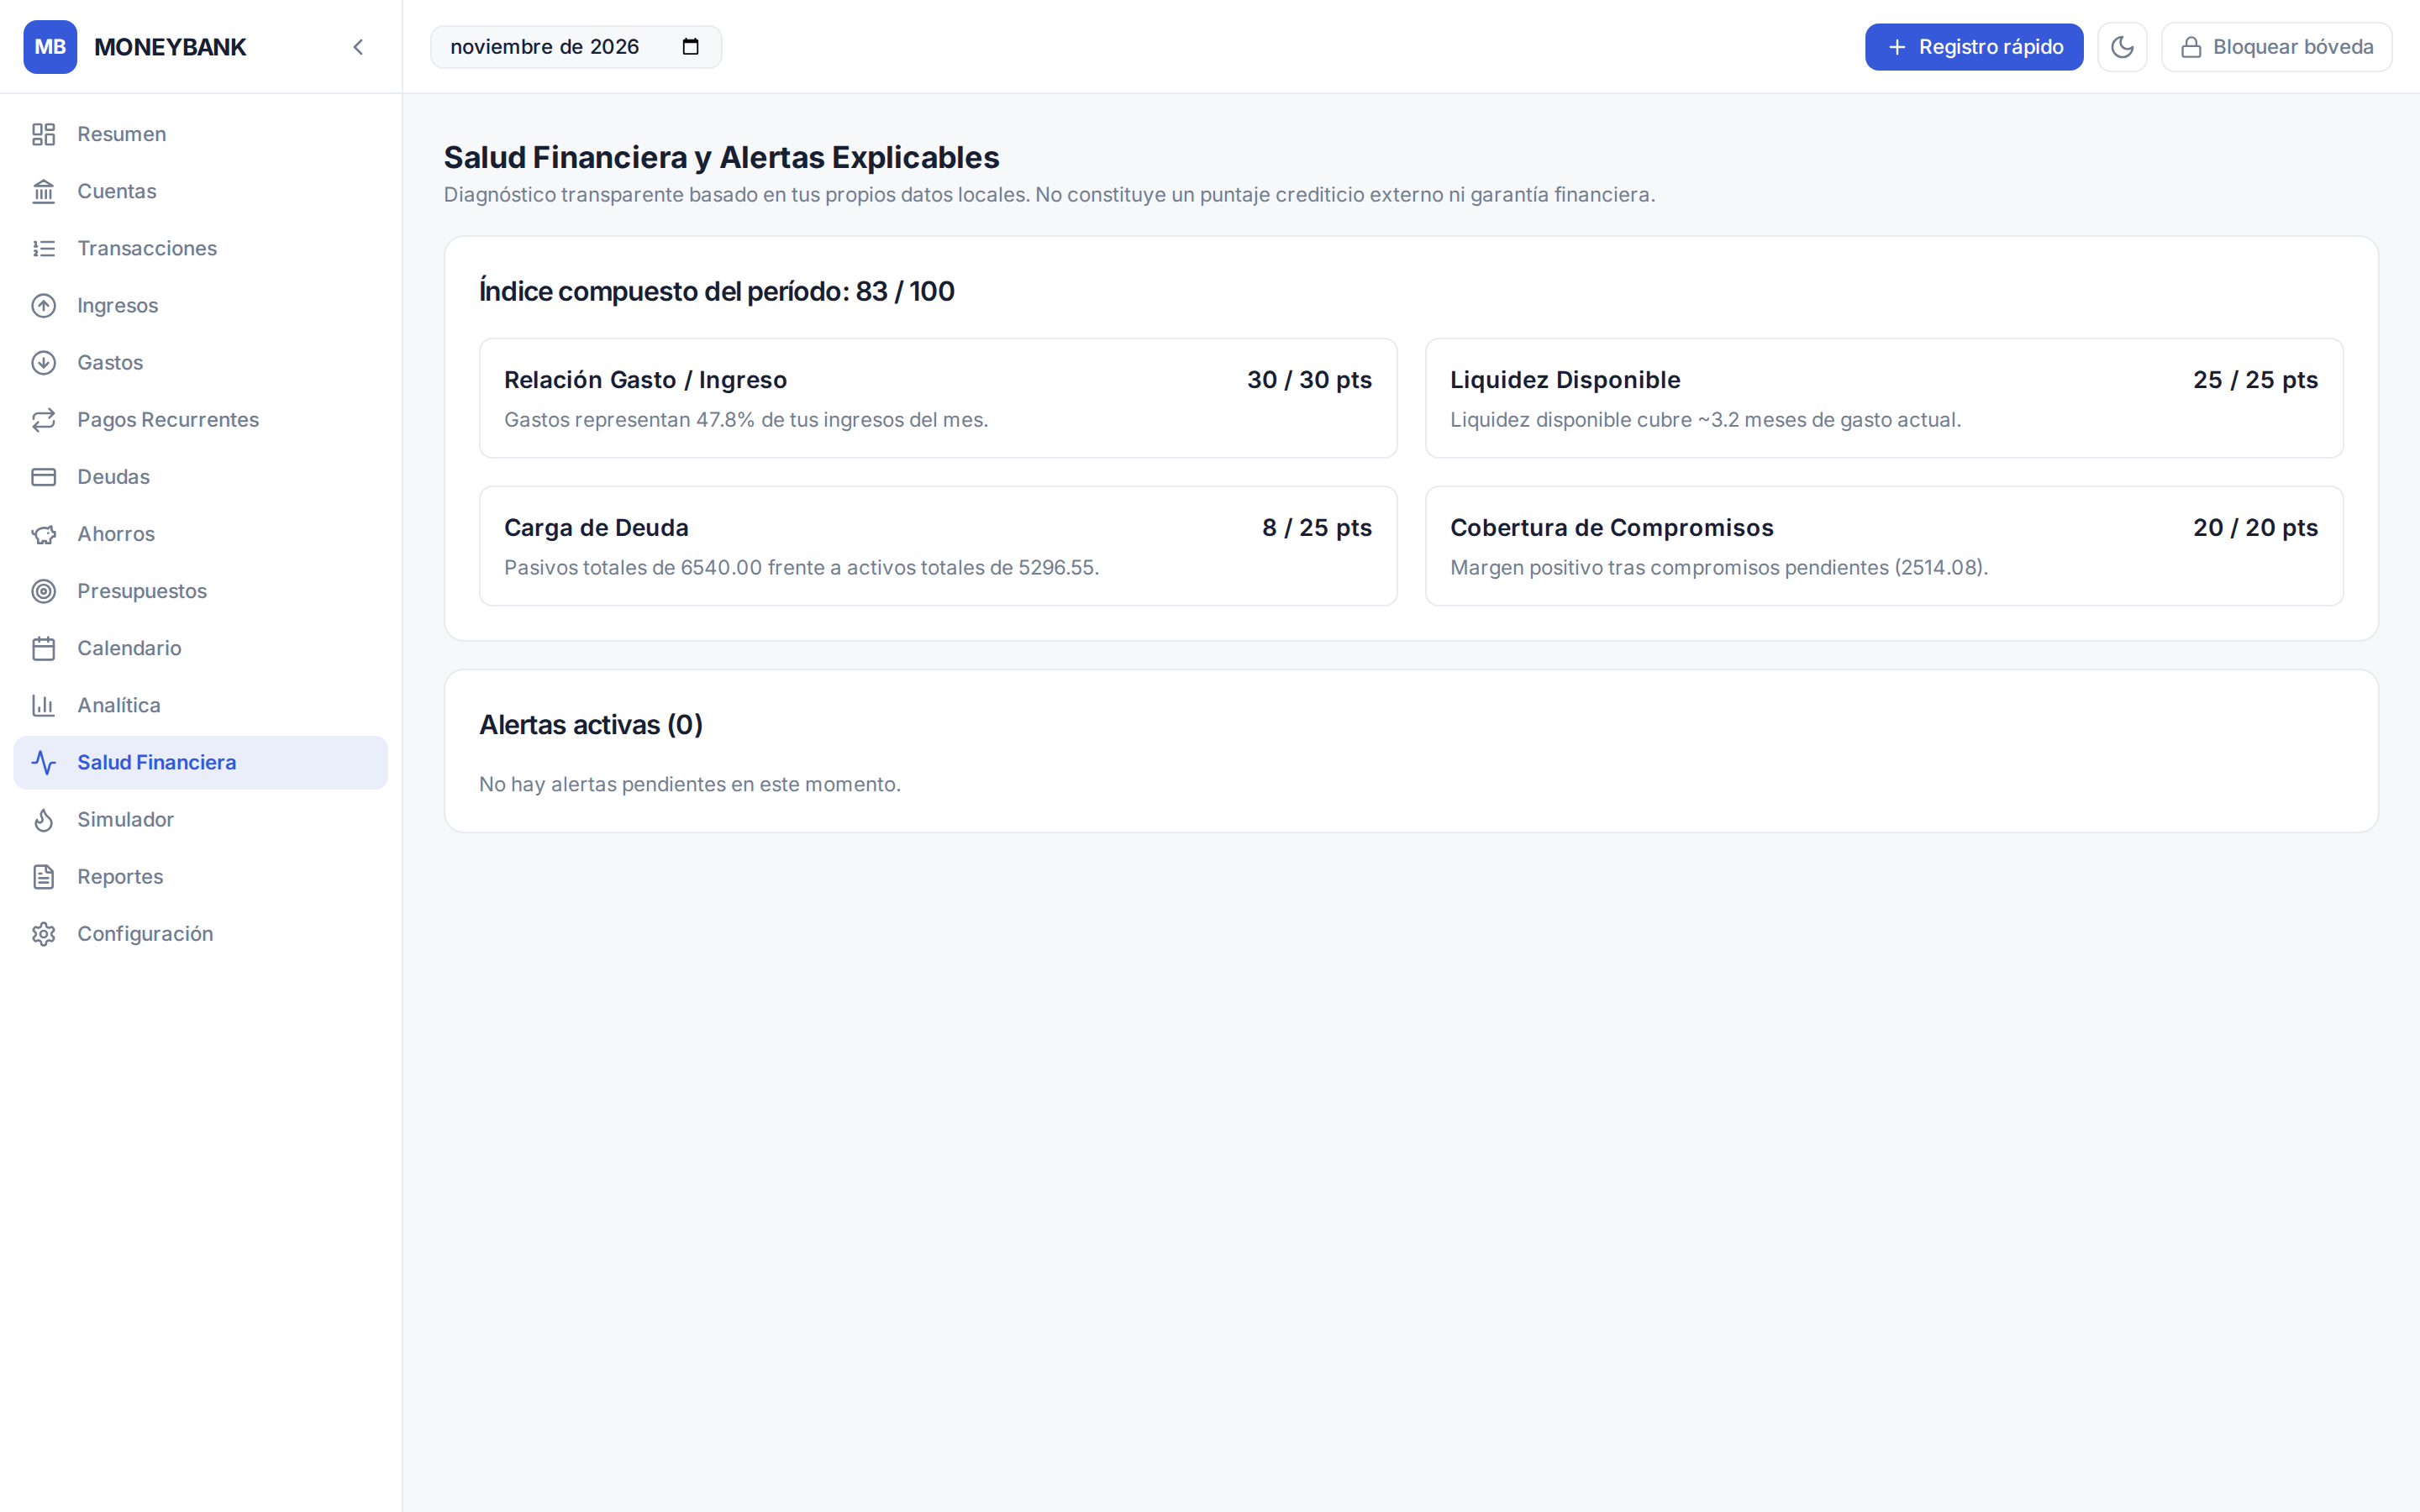 MB MONEYBANK
noviembre de 2026
Registro rápido
Bloquear bóveda
Resumen
Cuentas
Transacciones
Ingresos
Gastos
Pagos Recurrentes
Deudas
Ahorros
Presupuestos
Calendario
Analítica
Salud Financiera
Simulador
Reportes
Configuración
Salud Financiera y Alertas Explicables
Diagnóstico transparente basado en tus propios datos locales. No constituye un puntaje crediticio externo ni garantía financiera.
Índice compuesto del período: 83 / 100
Relación Gasto / Ingreso 30 / 30 pts
Gastos representan 47.8% de tus ingresos del mes.
Liquidez Disponible 25 / 25 pts
Liquidez disponible cubre ~3.2 meses de gasto actual.
Carga de Deuda 8 / 25 pts
Pasivos totales de 6540.00 frente a activos totales de 5296.55.
Cobertura de Compromisos 20 / 20 pts
Margen positivo tras compromisos pendientes (2514.08).
Alertas activas (0)
No hay alertas pendientes en este momento.